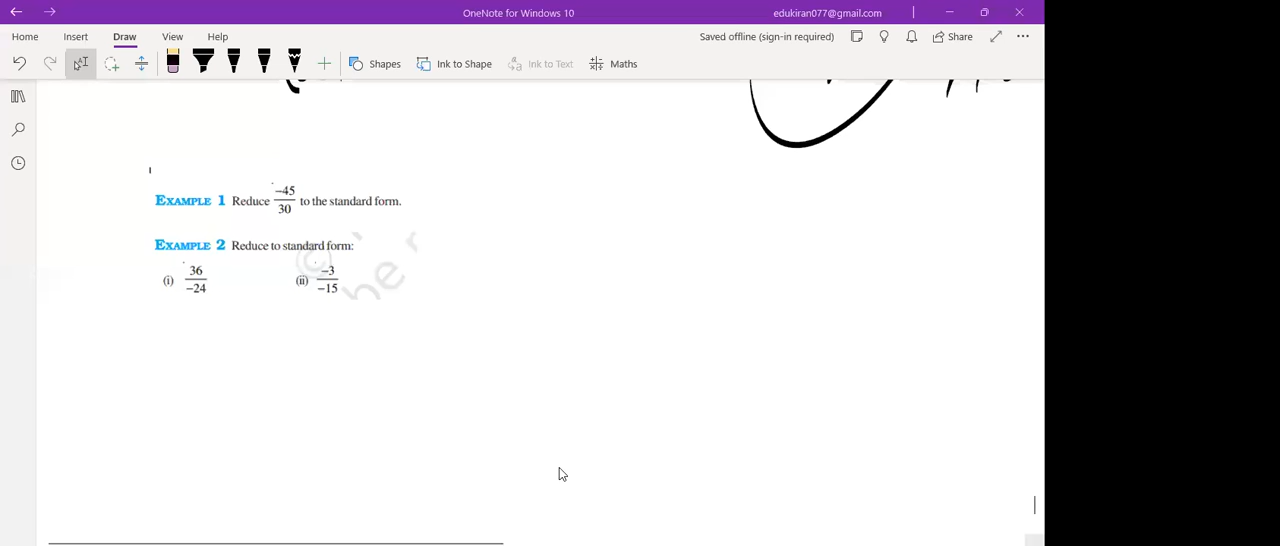 OneNote for Windows 10
edukiran077@gmail.com
Home Insert Draw View Help
Saved offline (sign-in required)
Share
Shapes Ink to Shape Ink to Text Maths
EXAMPLE 1 Reduce -45/30 to the standard form.
EXAMPLE 2 Reduce to standard form:
(i) 36/-24 (ii) -3/-15